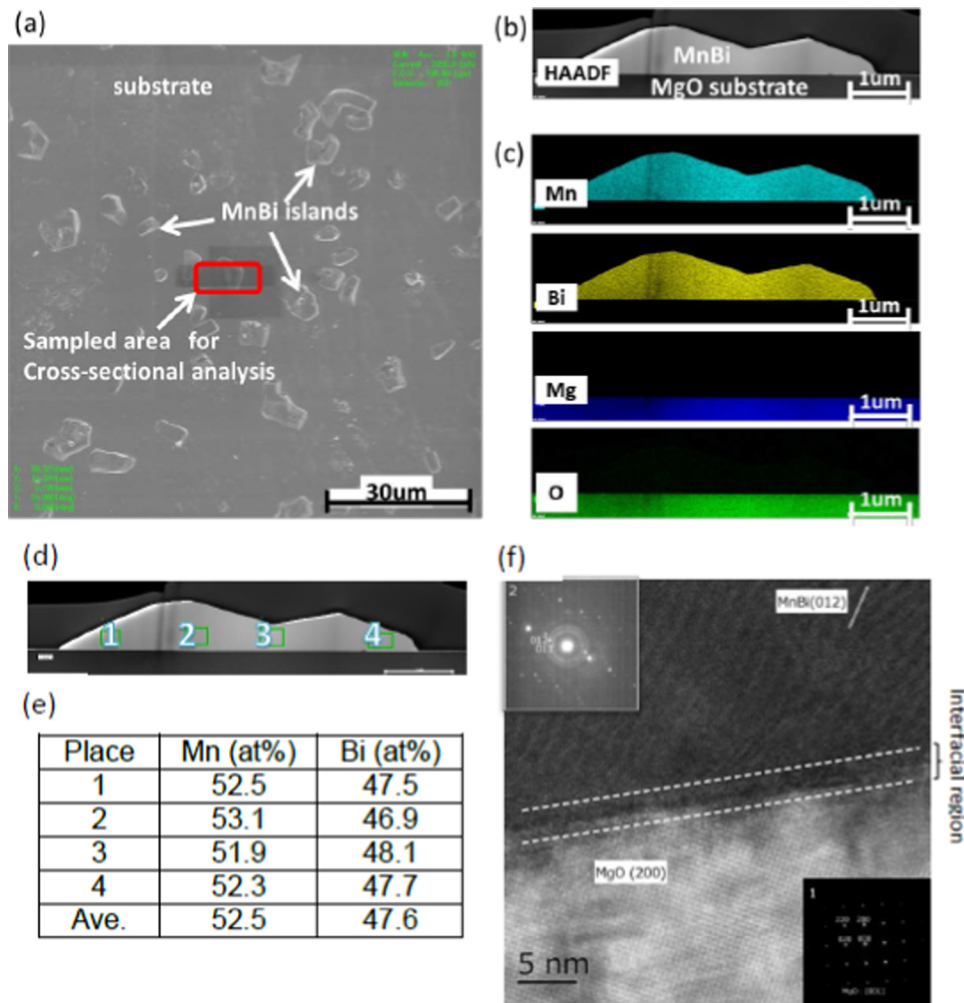 (a)
substrate
MnBi islands
Sampled area for
Cross-sectional analysis
30um
(b)
MnBi
HAADF
MgO substrate
1um
(c)
Mn
1um
Bi
1um
Mg
1um
O
1um
(d)
1 2 3 4
(e)
Place Mn (at%) Bi (at%)
1 52.5 47.5
2 53.1 46.9
3 51.9 48.1
4 52.3 47.7
Ave. 52.5 47.6
(f)
2
MnBi(012)
Interfacial
region
MgO (200)
1
220 200
020
5 nm